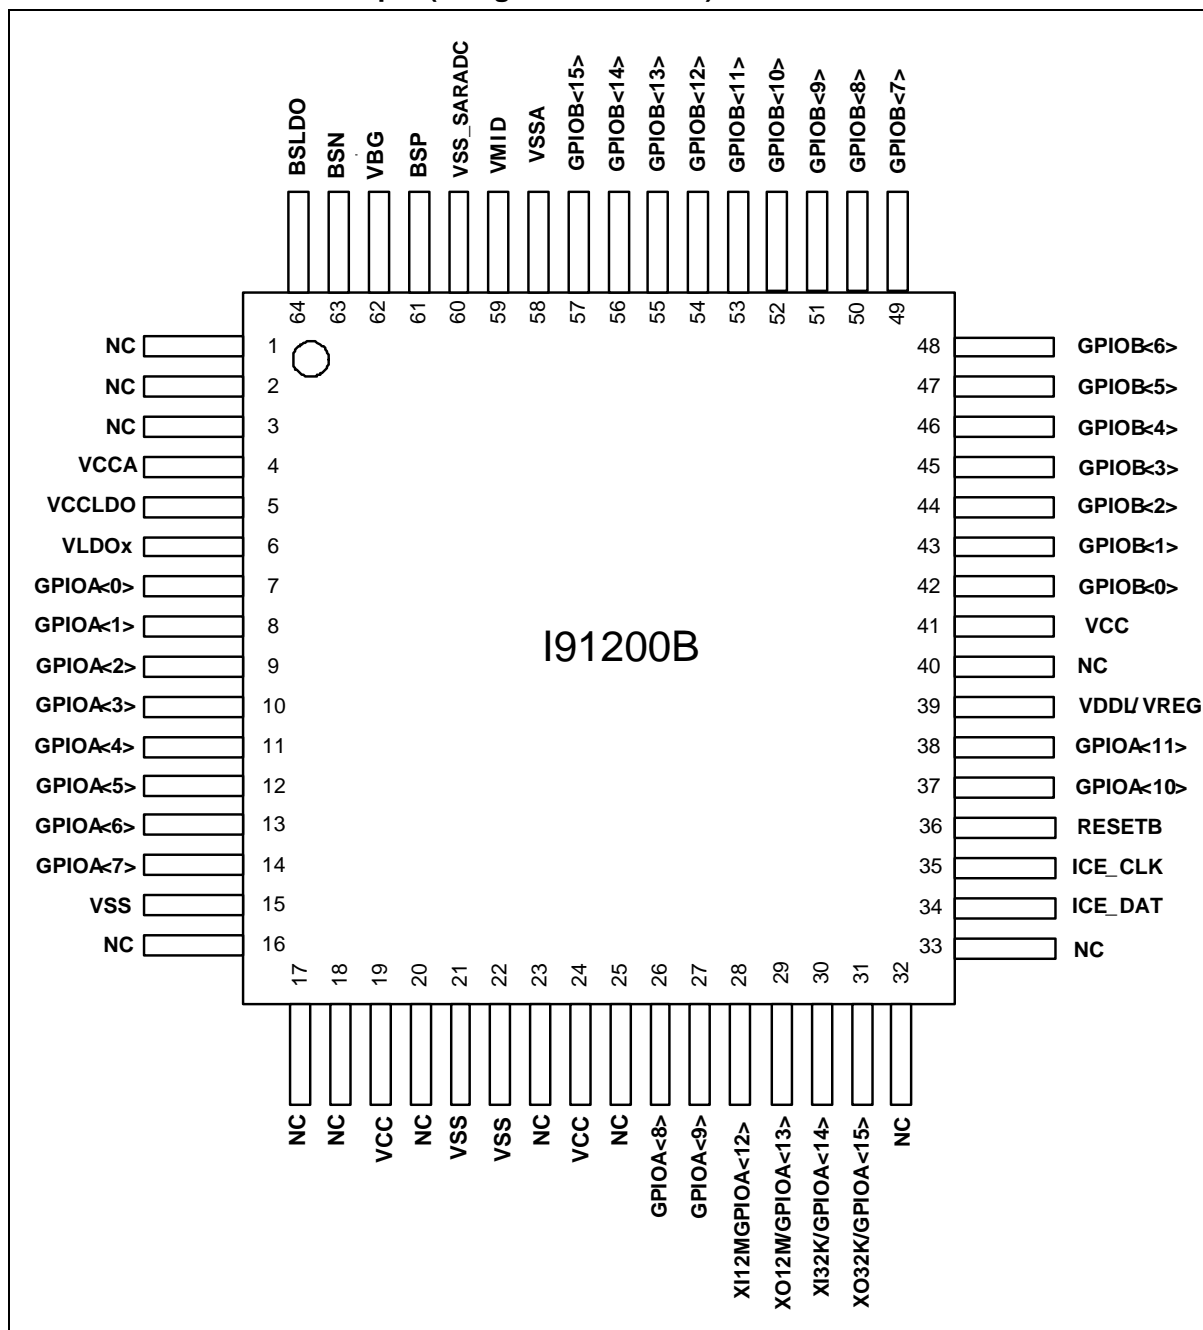 BSLDO
BSN
VBG
BSP
VSS_SARADC
VMID
VSSA
GPIOB<15>
GPIOB<14>
GPIOB<13>
GPIOB<12>
GPIOB<11>
GPIOB<10>
GPIOB<9>
GPIOB<8>
GPIOB<7>
64
63
62
61
60
59
58
57
56
55
54
53
52
51
50
49
NC 1
NC 2
NC 3
VCCA 4
VCCLDO 5
VLDOx 6
GPIOA<0> 7
GPIOA<1> 8
GPIOA<2> 9
GPIOA<3> 10
GPIOA<4> 11
GPIOA<5> 12
GPIOA<6> 13
GPIOA<7> 14
VSS 15
NC 16
I91200B
48 GPIOB<6>
47 GPIOB<5>
46 GPIOB<4>
45 GPIOB<3>
44 GPIOB<2>
43 GPIOB<1>
42 GPIOB<0>
41 VCC
40 NC
39 VDDL/VREG
38 GPIOA<11>
37 GPIOA<10>
36 RESETB
35 ICE_CLK
34 ICE_DAT
33 NC
17
18
19
20
21
22
23
24
25
26
27
28
29
30
31
32
NC
NC
VCC
NC
VSS
VSS
NC
VCC
NC
GPIOA<8>
GPIOA<9>
XI12MGPIOA<12>
XO12M/GPIOA<13>
XI32K/GPIOA<14>
XO32K/GPIOA<15>
NC